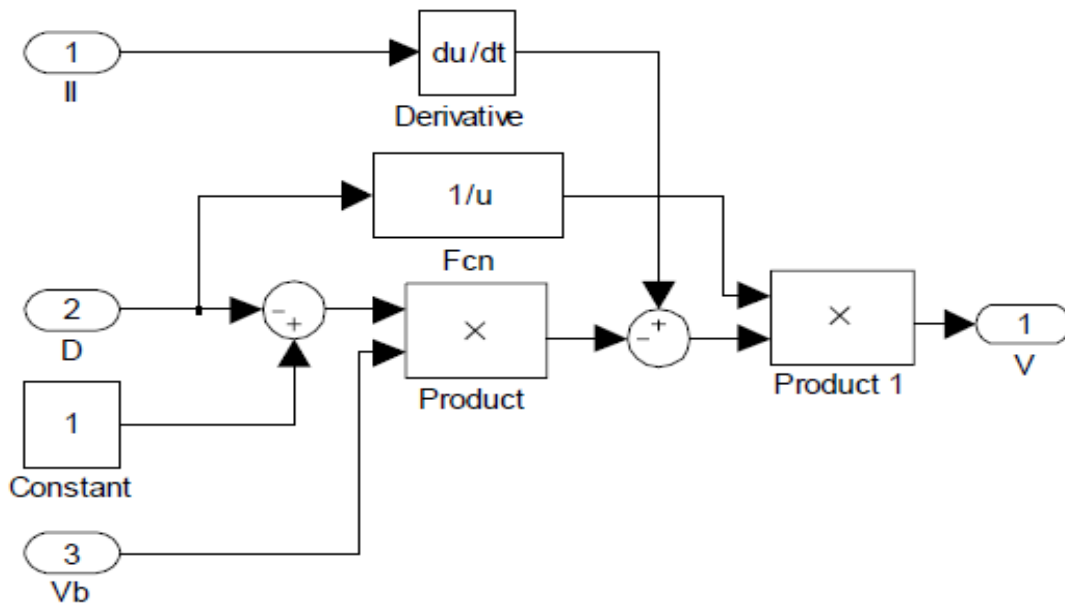 1
Il
du/dt
Derivative
1/u
Fcn
2
D
-
+
×
Product
+
-
×
Product 1
1
V
1
Constant
3
Vb